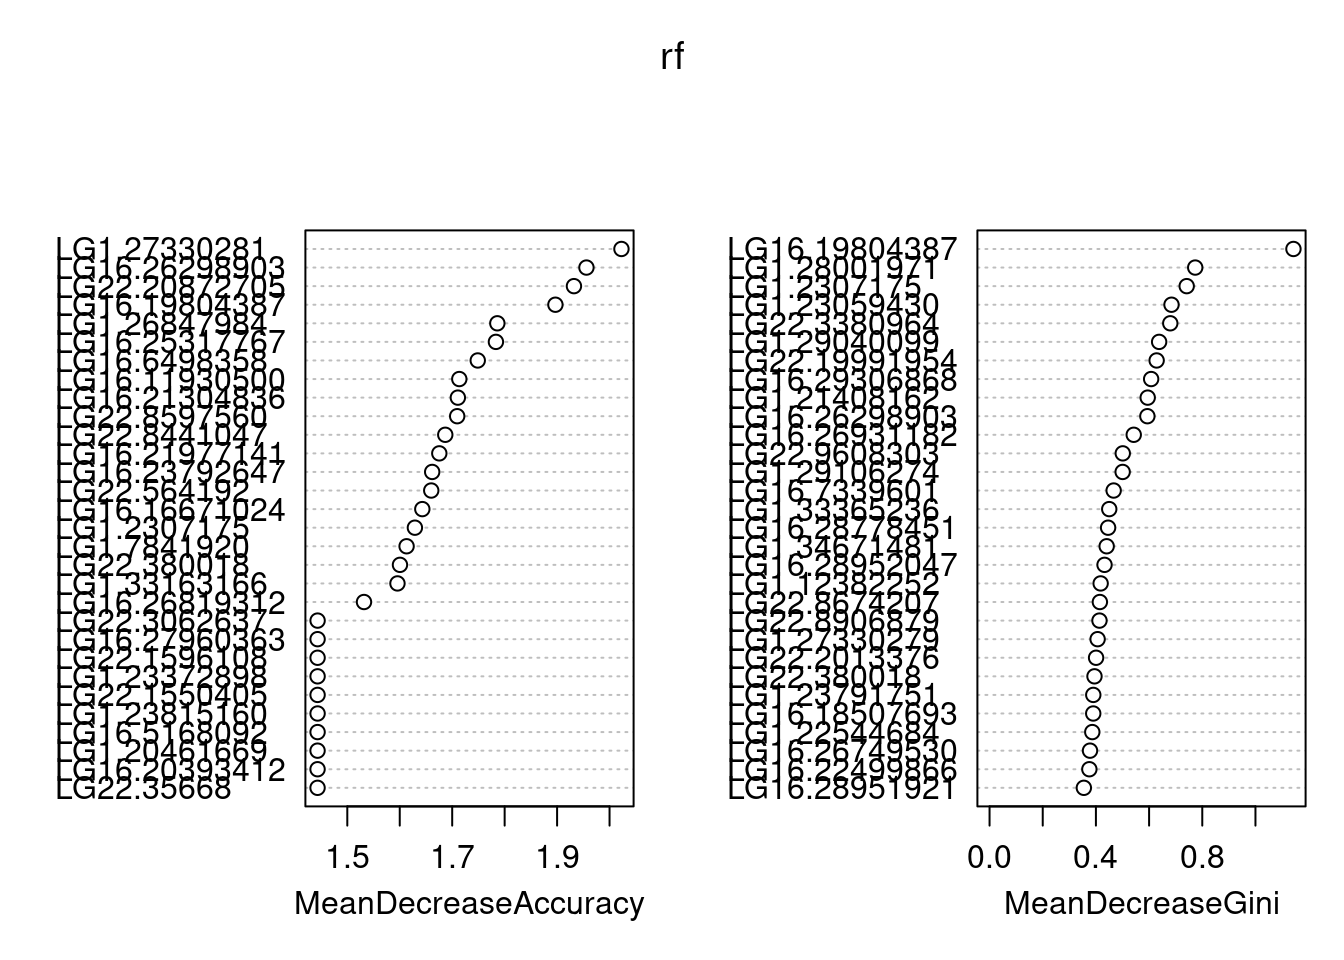 rf
LG1.27330281
LG16.26298903
LG22.20872705
LG16.19804387
LG1.26847984
LG16.25317767
LG16.6498358
LG16.11930500
LG16.21304836
LG22.8597560
LG22.8441047
LG16.21977141
LG16.23792647
LG22.564192
LG16.16671024
LG1.2307175
LG1.7841920
LG22.380018
LG1.33163166
LG16.26819312
LG22.3062637
LG16.27960363
LG22.1596108
LG1.23372898
LG22.1550405
LG1.23815160
LG16.5168092
LG1.20461669
LG16.20393412
LG22.35668
1.5 1.7 1.9
MeanDecreaseAccuracy
LG16.19804387
LG1.28001971
LG1.2307175
LG1.23059430
LG22.3380964
LG1.29040099
LG22.19991954
LG16.29306868
LG1.21408162
LG16.26298903
LG16.26931182
LG22.9608303
LG1.29106274
LG16.7339601
LG1.33365236
LG16.28778451
LG1.34671481
LG16.28952047
LG1.12382252
LG22.8674207
LG22.8906879
LG1.27330279
LG22.2013376
LG22.380018
LG1.23791751
LG16.18507693
LG1.22544684
LG16.26749530
LG16.22499866
LG16.28951921
0.0 0.4 0.8
MeanDecreaseGini